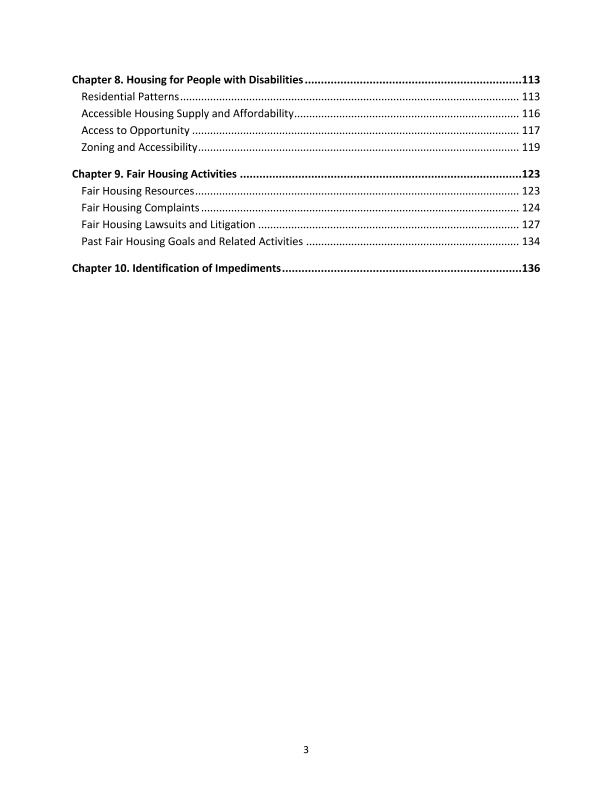 Chapter 8. Housing for People with Disabilities..................................................................113
Residential Patterns................................................................................................................. 113
Accessible Housing Supply and Affordability........................................................................... 116
Access to Opportunity .............................................................................................................. 117
Zoning and Accessibility........................................................................................................... 119
Chapter 9. Fair Housing Activities ......................................................................................123
Fair Housing Resources............................................................................................................ 123
Fair Housing Complaints .......................................................................................................... 124
Fair Housing Lawsuits and Litigation ........................................................................................ 127
Past Fair Housing Goals and Related Activities ........................................................................ 134
Chapter 10. Identification of Impediments.........................................................................136
3